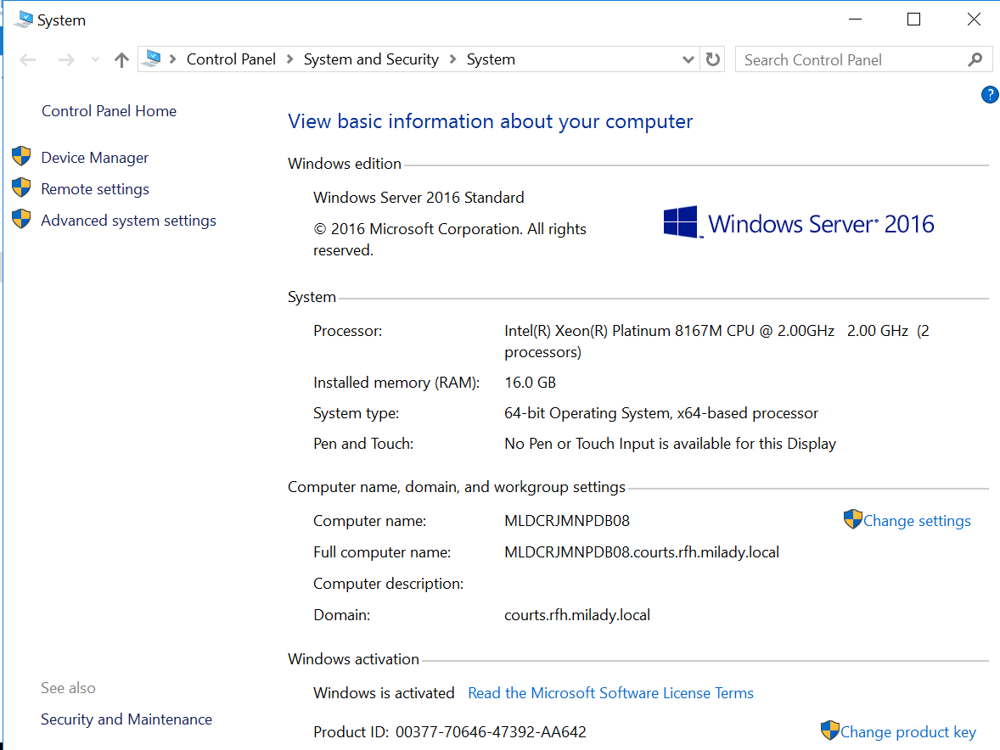 System
Control Panel > System and Security > System
Search Control Panel
?
Control Panel Home
Device Manager
Remote settings
Advanced system settings
View basic information about your computer
Windows edition
Windows Server 2016 Standard
© 2016 Microsoft Corporation. All rights
reserved.
Windows Server® 2016
System
Processor: Intel(R) Xeon(R) Platinum 8167M CPU @ 2.00GHz 2.00 GHz (2
processors)
Installed memory (RAM): 16.0 GB
System type: 64-bit Operating System, x64-based processor
Pen and Touch: No Pen or Touch Input is available for this Display
Computer name, domain, and workgroup settings
Computer name: MLDCRJMNPDB08 Change settings
Full computer name: MLDCRJMNPDB08.courts.rfh.milady.local
Computer description:
Domain: courts.rfh.milady.local
Windows activation
Windows is activated Read the Microsoft Software License Terms
Product ID: 00377-70646-47392-AA642 Change product key
See also
Security and Maintenance